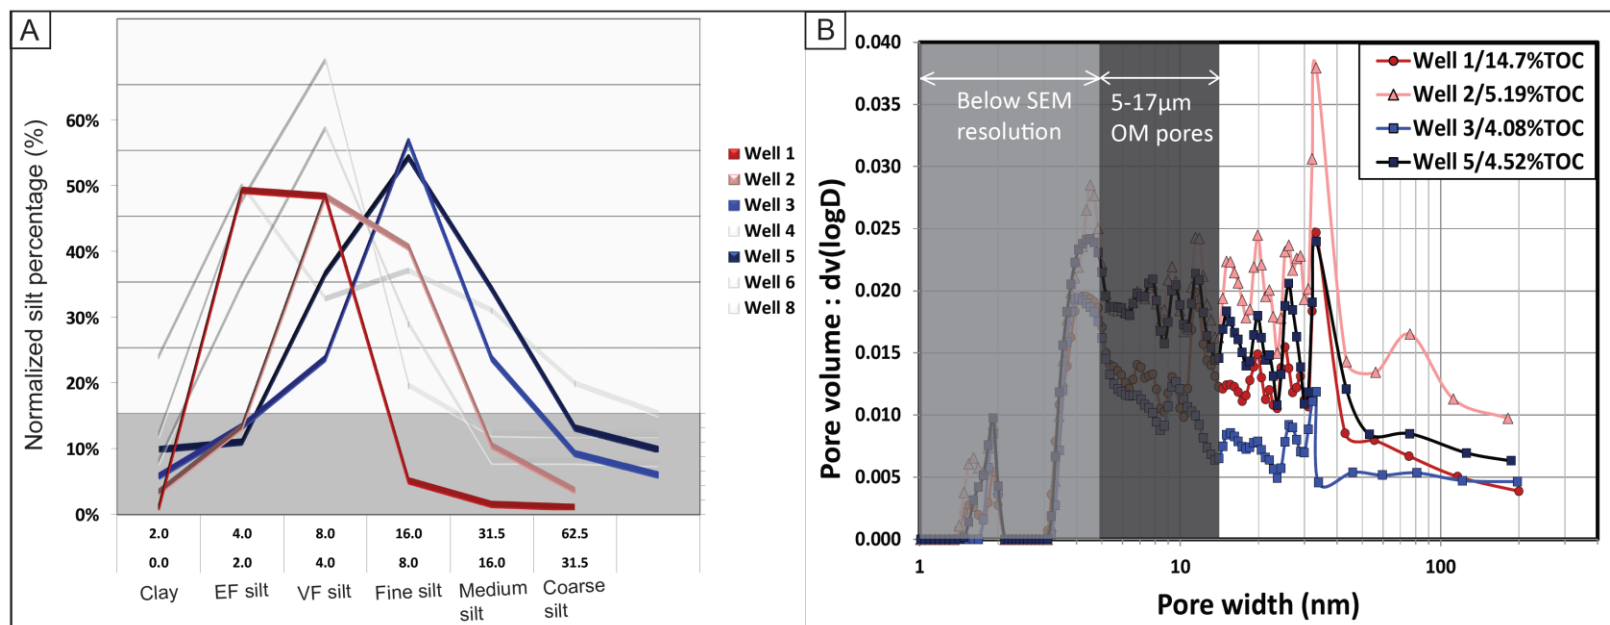 A
Normalized silt percentage (%)
60%
50%
40%
30%
20%
10%
0%
2.0 4.0 8.0 16.0 31.5 62.5
0.0 2.0 4.0 8.0 16.0 31.5
Clay EF silt VF silt Fine silt Medium silt Coarse silt
Well 1
Well 2
Well 3
Well 4
Well 5
Well 6
Well 8
B
Pore volume : dv(logD)
0.040
0.035
0.030
0.025
0.020
0.015
0.010
0.005
0.000
Below SEM
resolution
5-17µm
OM pores
Well 1/14.7%TOC
Well 2/5.19%TOC
Well 3/4.08%TOC
Well 5/4.52%TOC
1 10 100
Pore width (nm)